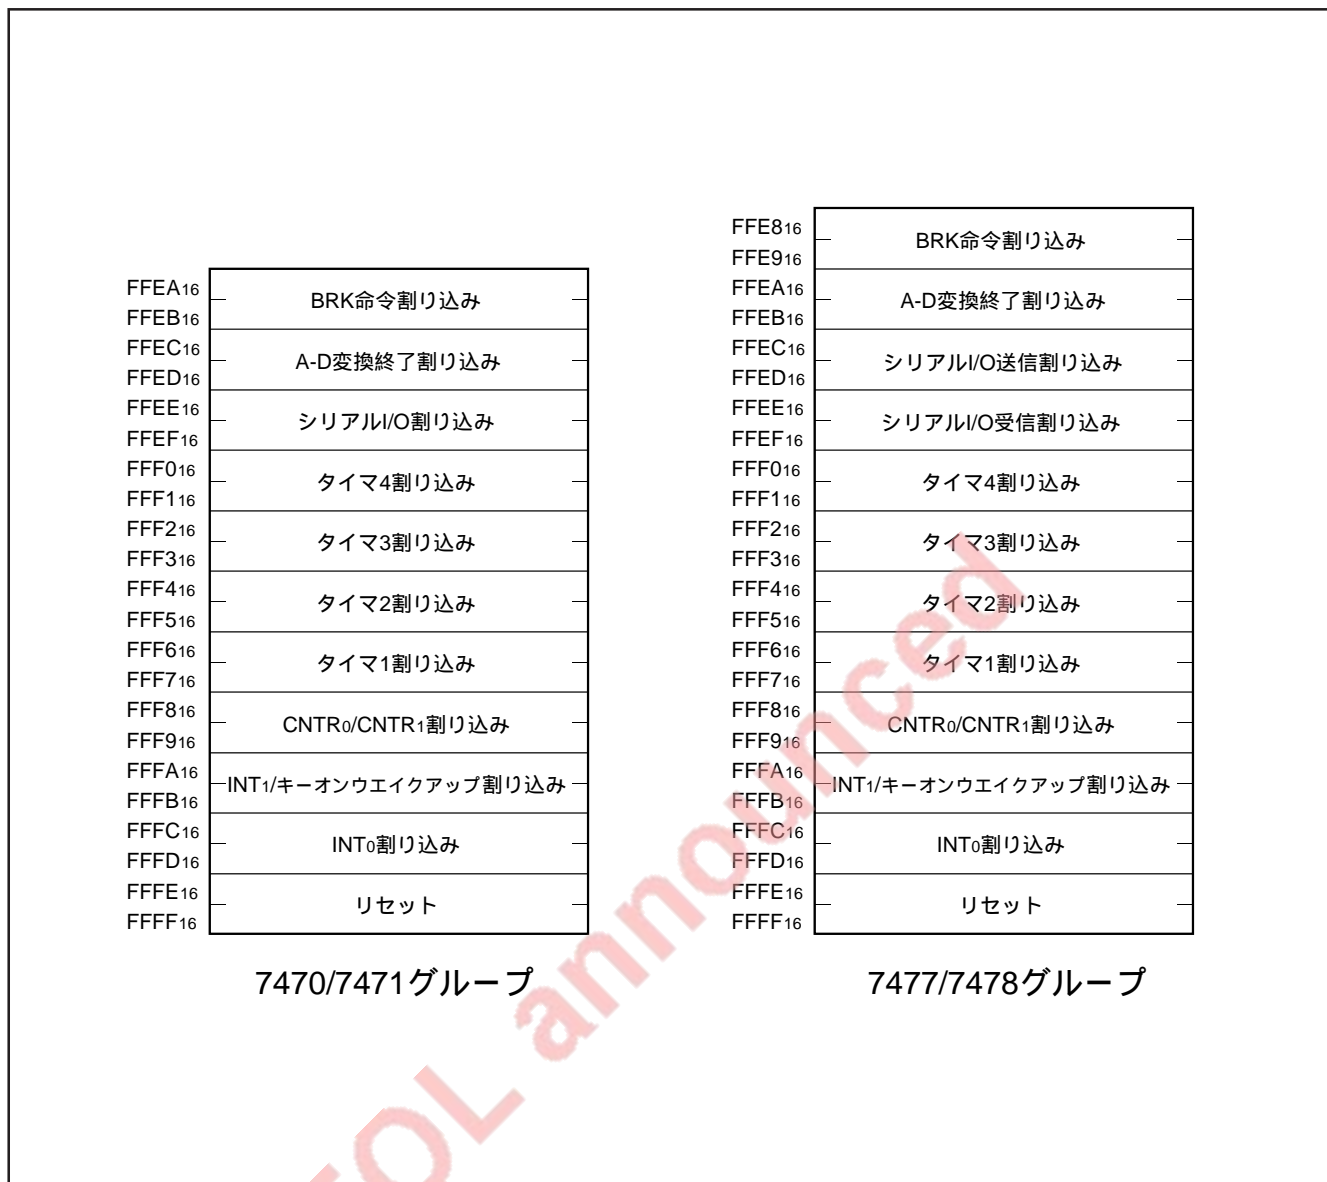 FFEA16
FFEB16
BRK命令割り込み
FFEC16
FFED16
A-D変換終了割り込み
FFEE16
FFEF16
シリアルI/O割り込み
FFF016
FFF116
タイマ4割り込み
FFF216
FFF316
タイマ3割り込み
FFF416
FFF516
タイマ2割り込み
FFF616
FFF716
タイマ1割り込み
FFF816
FFF916
CNTR0/CNTR1割り込み
FFFA16
FFFB16
INT1/キーオンウエイクアップ割り込み
FFFC16
FFFD16
INT0割り込み
FFFE16
FFFF16
リセット
7470/7471グループ
FFE816
FFE916
BRK命令割り込み
FFEA16
FFEB16
A-D変換終了割り込み
FFEC16
FFED16
シリアルI/O送信割り込み
FFEE16
FFEF16
シリアルI/O受信割り込み
FFF016
FFF116
タイマ4割り込み
FFF216
FFF316
タイマ3割り込み
FFF416
FFF516
タイマ2割り込み
FFF616
FFF716
タイマ1割り込み
FFF816
FFF916
CNTR0/CNTR1割り込み
FFFA16
FFFB16
INT1/キーオンウエイクアップ割り込み
FFFC16
FFFD16
INT0割り込み
FFFE16
FFFF16
リセット
7477/7478グループ
announced